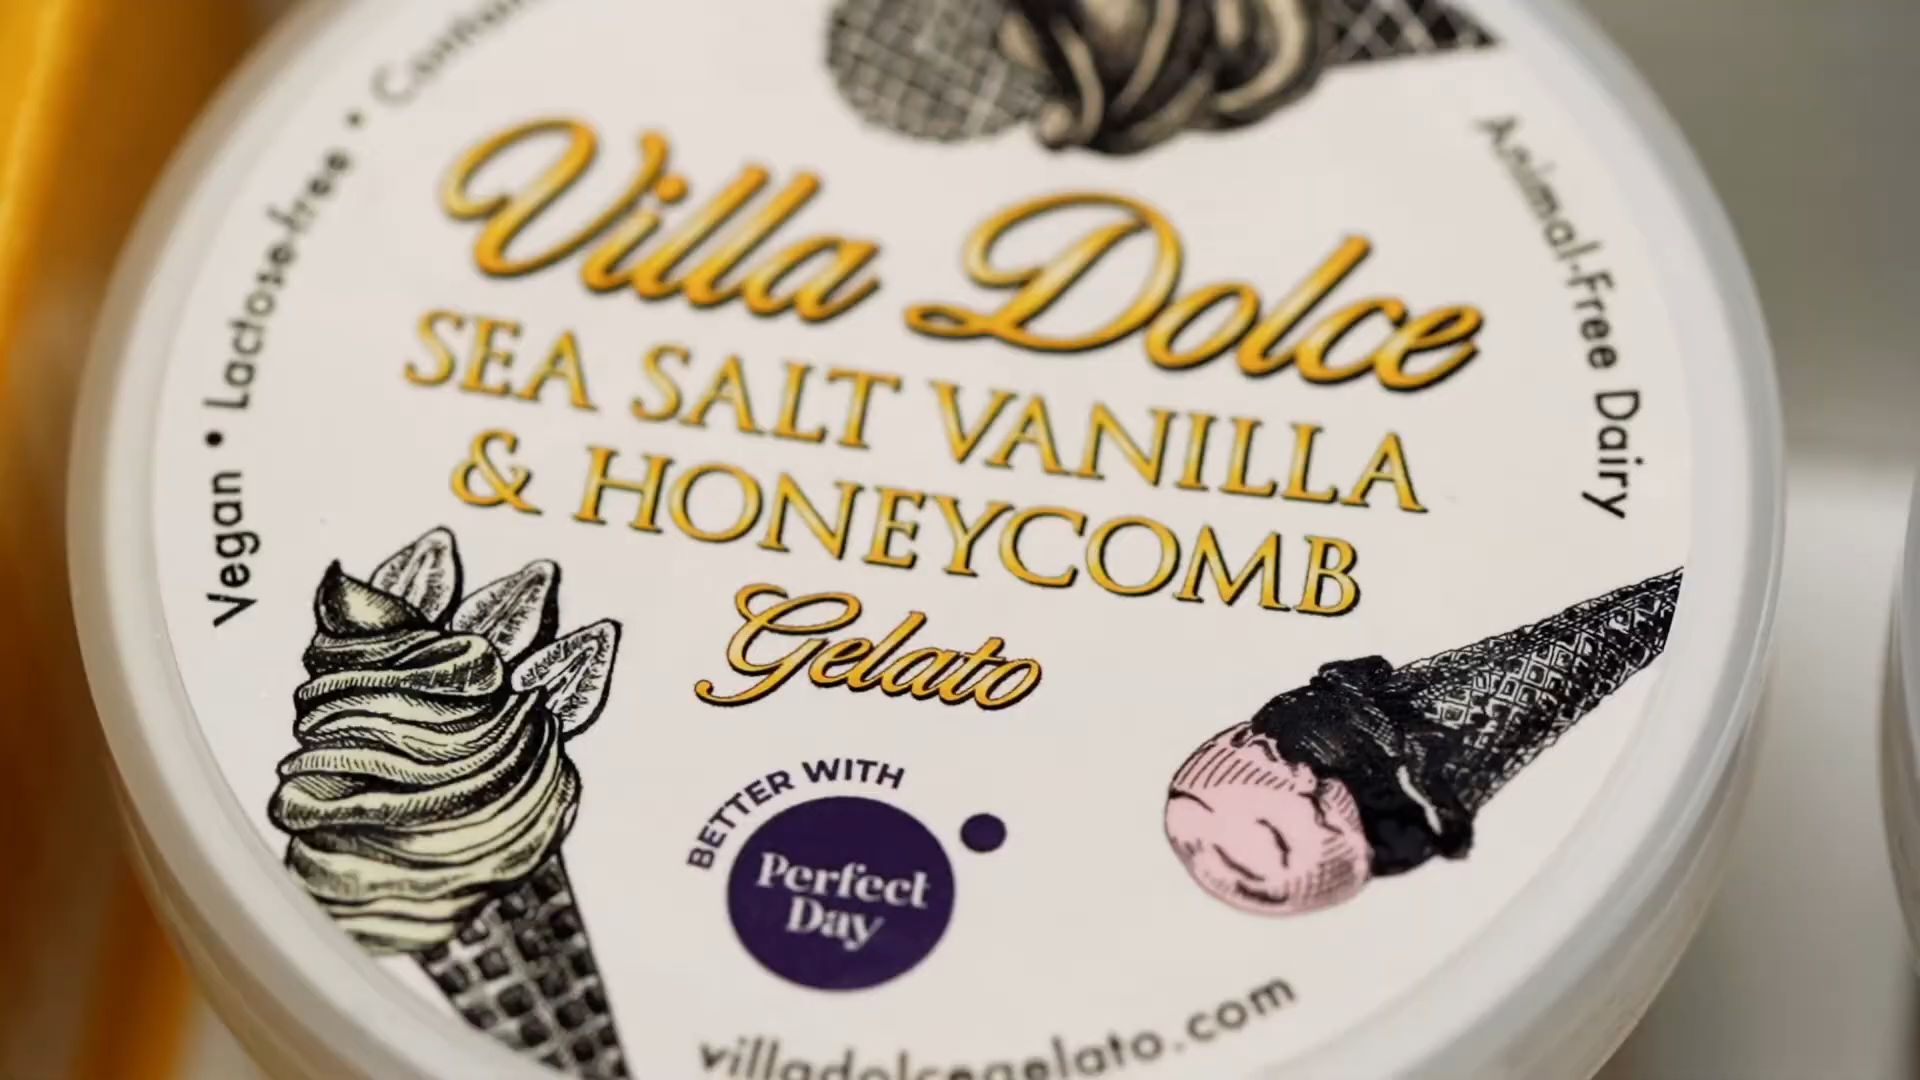 Villa Dolce
SEA SALT VANILLA
& HONEYCOMB
Gelato
BETTER WITH
Perfect
Day
Vegan • Lactose-free •
Animal-Free Dairy
villadolcegelato.com